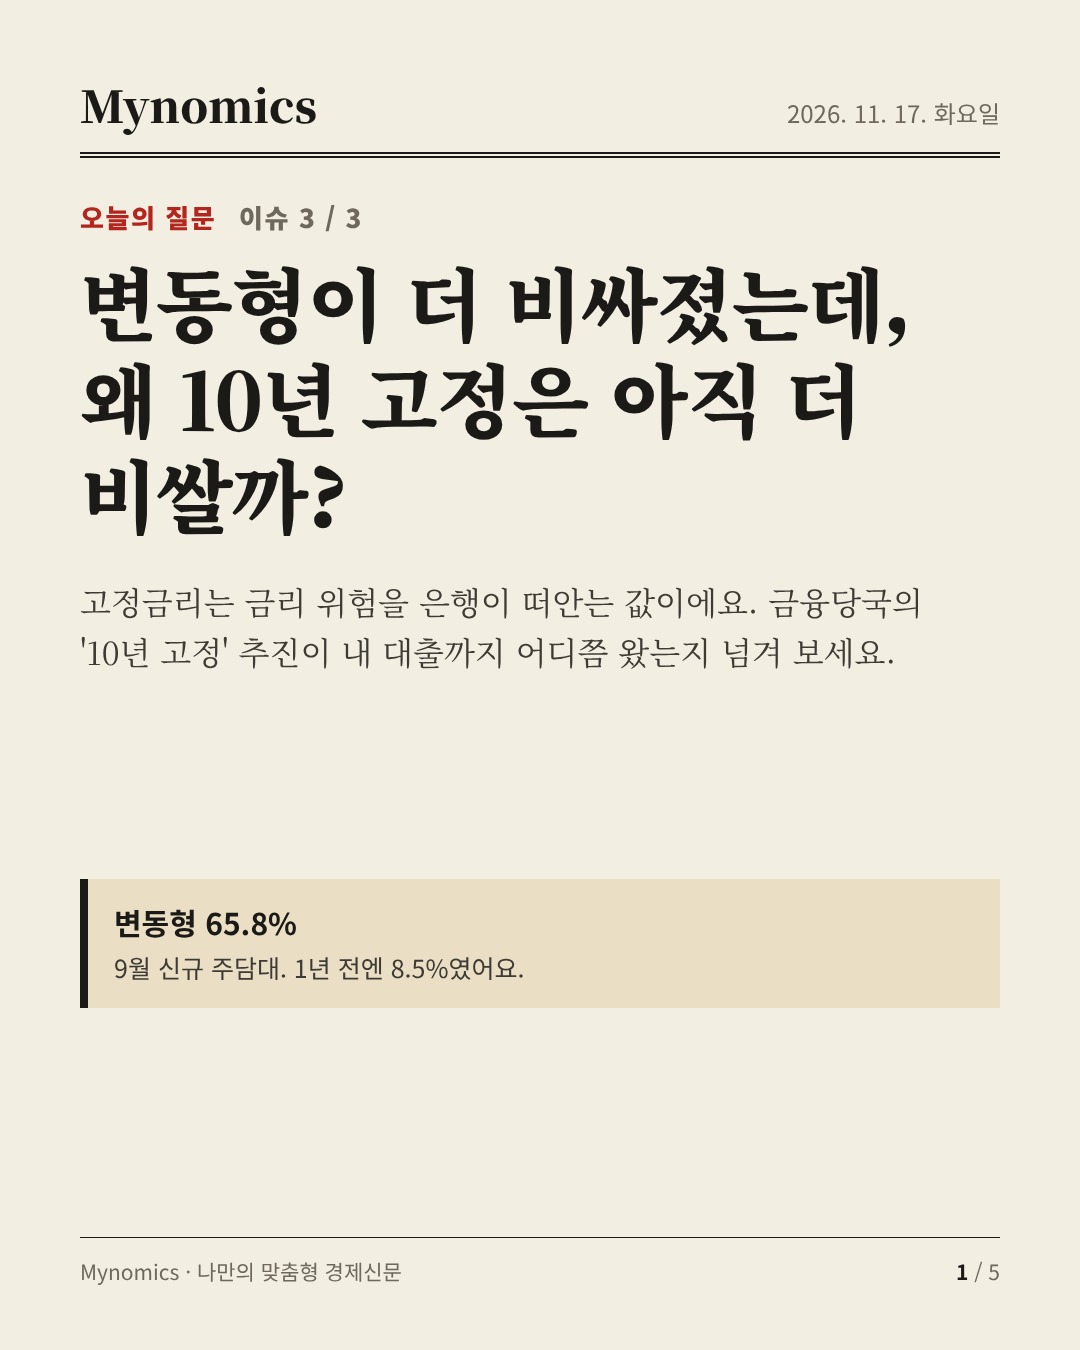 Mynomics
2026. 11. 17. 화요일
오늘의 질문 이슈 3 / 3
변동형이 더 비싸졌는데,
왜 10년 고정은 아직 더
비쌀까?
고정금리는 금리 위험을 은행이 떠안는 값이에요. 금융당국의
'10년 고정' 추진이 내 대출까지 어디쯤 왔는지 넘겨 보세요.
변동형 65.8%
9월 신규 주담대. 1년 전엔 8.5%였어요.
Mynomics · 나만의 맞춤형 경제신문
1 / 5